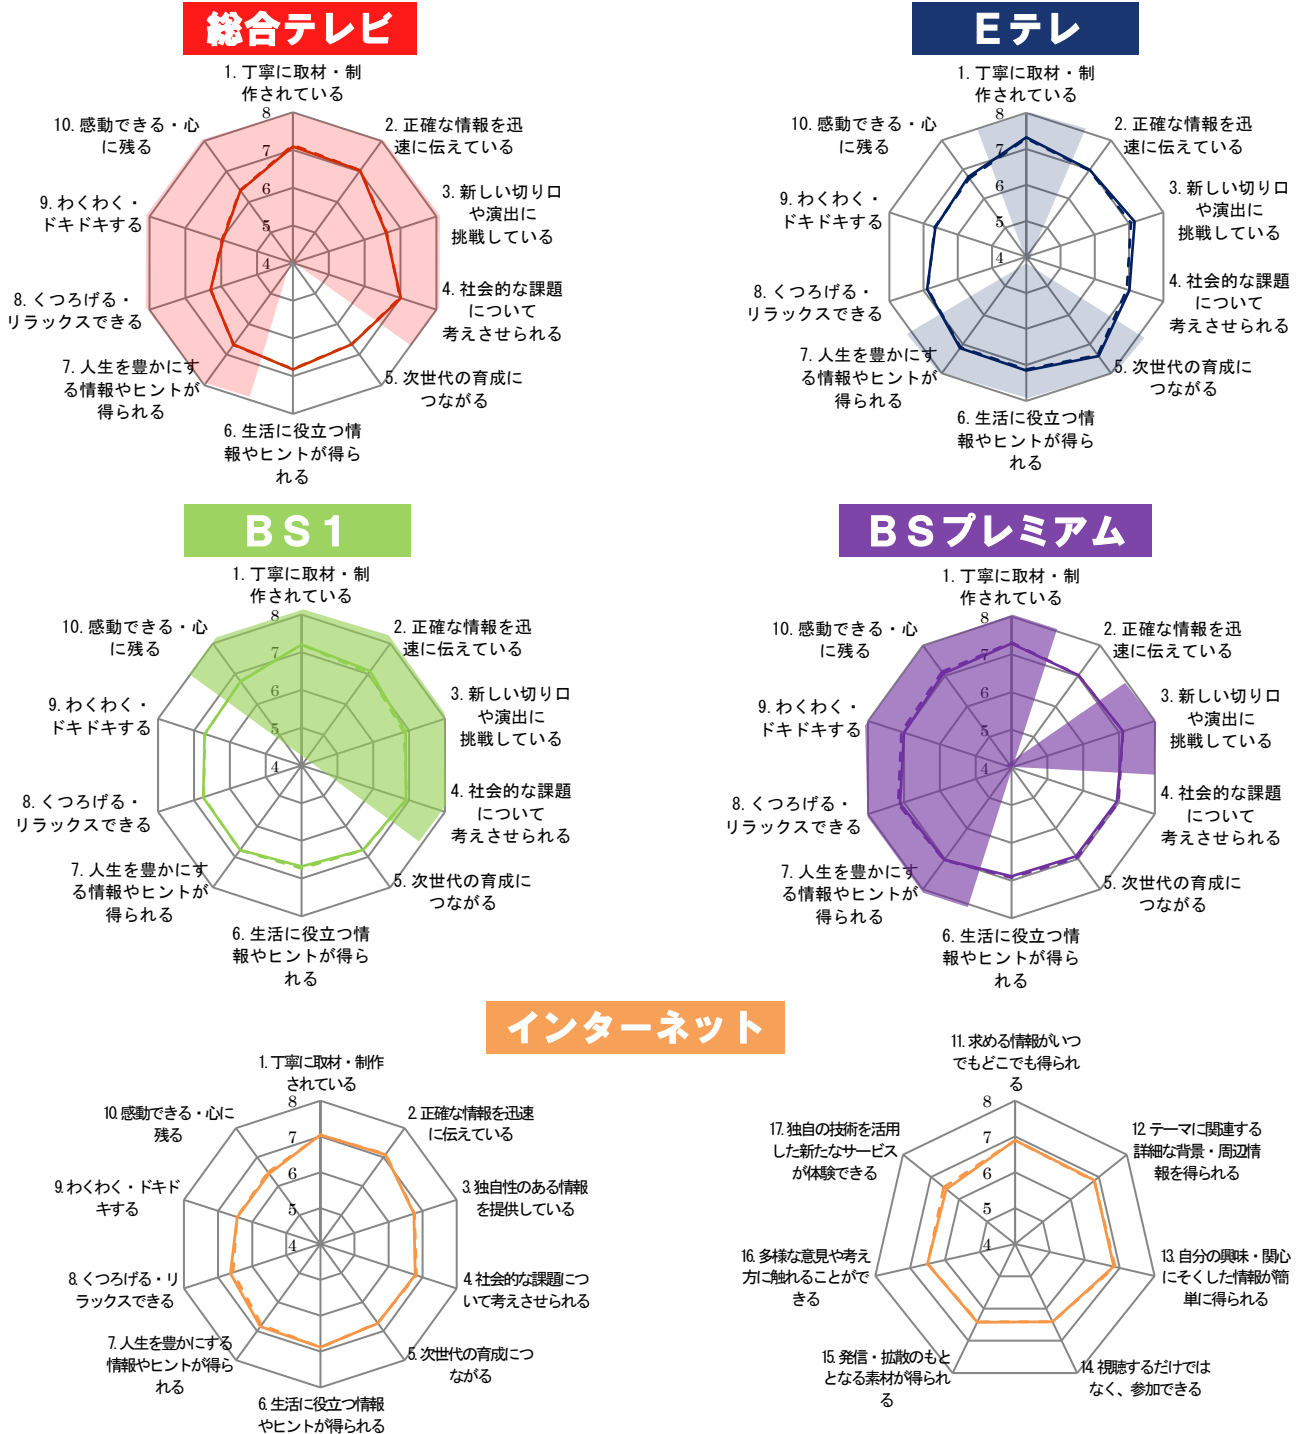 総合テレビ
1. 丁寧に取材・制
作されている
2. 正確な情報を迅
速に伝えている
3. 新しい切り口
や演出に
挑戦している
4. 社会的な課題
について
考えさせられる
5. 次世代の育成に
つながる
6. 生活に役立つ情
報やヒントが得ら
れる
7. 人生を豊かにす
る情報やヒントが
得られる
8. くつろげる・
リラックスできる
9. わくわく・
ドキドキする
10. 感動できる・心
に残る
8
7
6
5
4
Eテレ
1. 丁寧に取材・制
作されている
2. 正確な情報を迅
速に伝えている
3. 新しい切り口
や演出に
挑戦している
4. 社会的な課題
について
考えさせられる
5. 次世代の育成に
つながる
6. 生活に役立つ情
報やヒントが得ら
れる
7. 人生を豊かにす
る情報やヒントが
得られる
8. くつろげる・
リラックスできる
9. わくわく・
ドキドキする
10. 感動できる・心
に残る
8
7
6
5
4
BS1
1. 丁寧に取材・制
作されている
2. 正確な情報を迅
速に伝えている
3. 新しい切り口
や演出に
挑戦している
4. 社会的な課題
について
考えさせられる
5. 次世代の育成に
つながる
6. 生活に役立つ情
報やヒントが得ら
れる
7. 人生を豊かにす
る情報やヒントが
得られる
8. くつろげる・
リラックスできる
9. わくわく・
ドキドキする
10. 感動できる・心
に残る
8
7
6
5
4
BSプレミアム
1. 丁寧に取材・制
作されている
2. 正確な情報を迅
速に伝えている
3. 新しい切り口
や演出に
挑戦している
4. 社会的な課題
について
考えさせられる
5. 次世代の育成に
つながる
6. 生活に役立つ情
報やヒントが得ら
れる
7. 人生を豊かにす
る情報やヒントが
得られる
8. くつろげる・
リラックスできる
9. わくわく・
ドキドキする
10. 感動できる・心
に残る
8
7
6
5
4
インターネット
1. 丁寧に取材・制作
されている
2. 正確な情報を迅速
に伝えている
3. 独自性のある情報
を提供している
4. 社会的な課題につ
いて考えさせられる
5. 次世代の育成につ
ながる
6. 生活に役立つ情報
やヒントが得られる
7. 人生を豊かにする
情報やヒントが得ら
れる
8. くつろげる・リ
ラックスできる
9. わくわく・ドキド
キする
10. 感動できる・心に
残る
8
7
6
5
4
11. 求める情報がいつ
でもどこでも得られ
る
12. テーマに関連する
詳細な背景・周辺情
報を得られる
13. 自分の興味・関心
にそくした情報が簡
単に得られる
14. 視聴するだけでは
なく、参加できる
15. 発信・拡散のもと
となる素材が得られ
る
16. 多様な意見や考え
方に触れることがで
きる
17. 独自の技術を活用
した新たなサービス
が体験できる
8
7
6
5
4